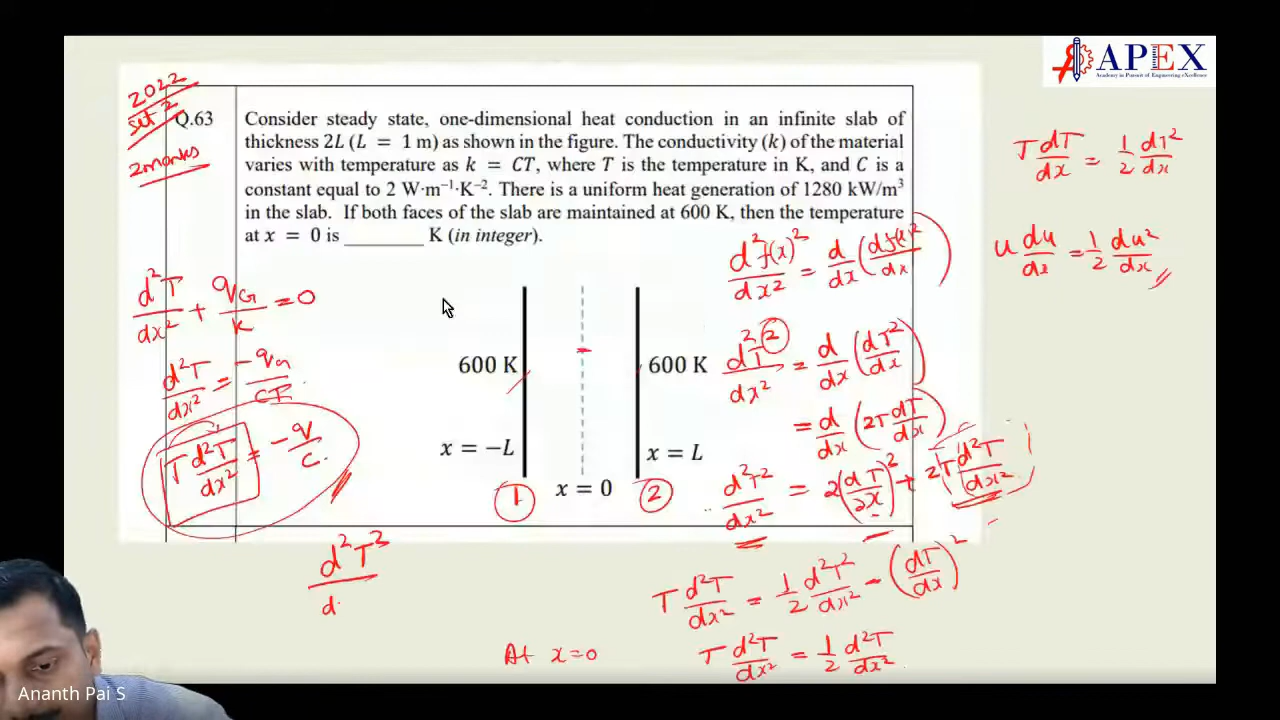 APEX
Academy in Pursuit of Engineering eXcellence
2022
set 2
2 marks
Q.63
Consider steady state, one-dimensional heat conduction in an infinite slab of
thickness 2L (L = 1 m) as shown in the figure. The conductivity (k) of the material
varies with temperature as k = CT, where T is the temperature in K, and C is a
constant equal to 2 W·m⁻¹·K⁻². There is a uniform heat generation of 1280 kW/m³
in the slab. If both faces of the slab are maintained at 600 K, then the temperature
at x = 0 is ________ K (in integer).
T dT/dx = 1/2 dT²/dx
u du/dx = 1/2 du²/dx
d²T/dx² + q_G/k = 0
d²T/dx² = -q_G/CT
T d²T/dx² = -q/C
d²T²/d
600 K
600 K
x = −L
x = 0
x = L
1
2
d²f(x)²/dx² = d/dx (df(x)²/dx)
d²T²/dx² = d/dx (dT²/dx)
= d/dx (2T dT/dx)
d²T²/dx² = 2(dT/dx)² + 2T d²T/dx²
T d²T/dx² = 1/2 d²T²/dx² - (dT/dx)²
At x=0
T d²T/dx² = 1/2 d²T/dx²
Ananth Pai S